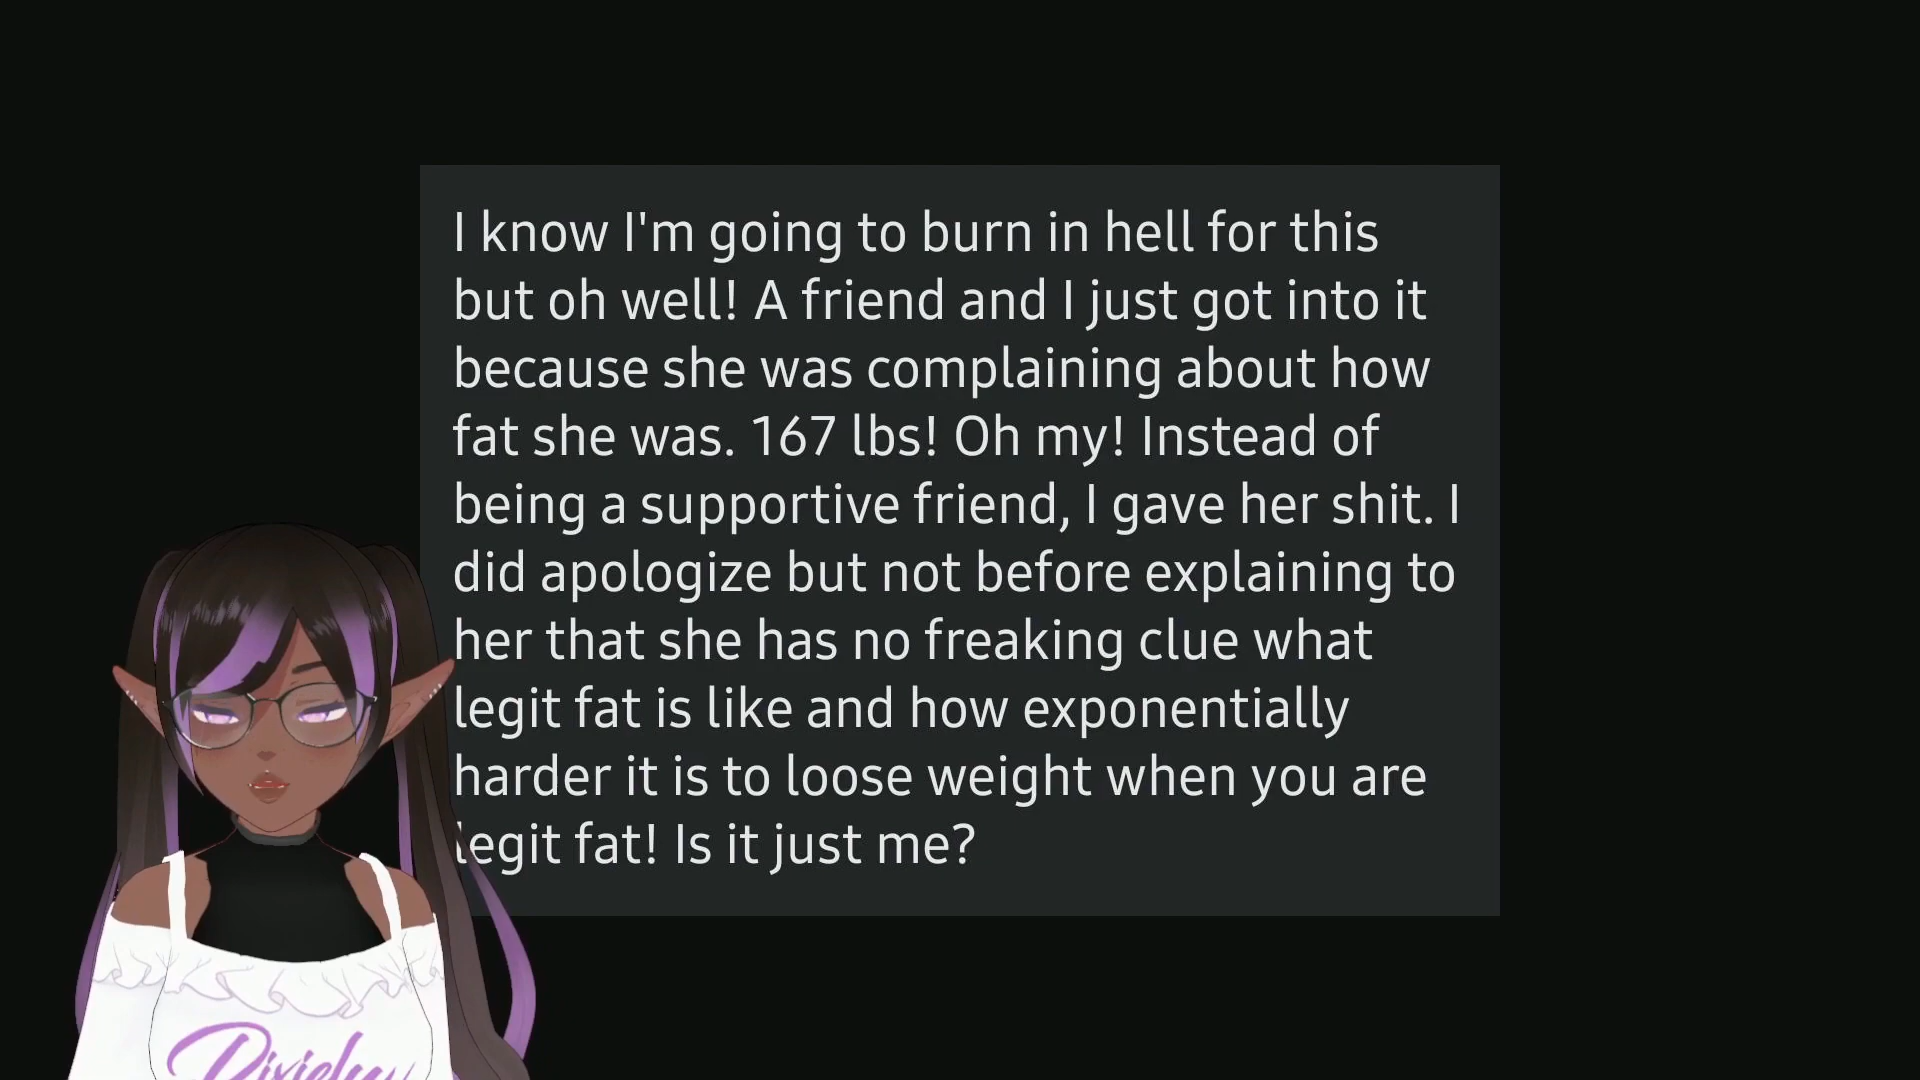 I know I'm going to burn in hell for this
but oh well! A friend and I just got into it
because she was complaining about how
fat she was. 167 lbs! Oh my! Instead of
being a supportive friend, I gave her shit. I
did apologize but not before explaining to
her that she has no freaking clue what
legit fat is like and how exponentially
harder it is to loose weight when you are
legit fat! Is it just me?